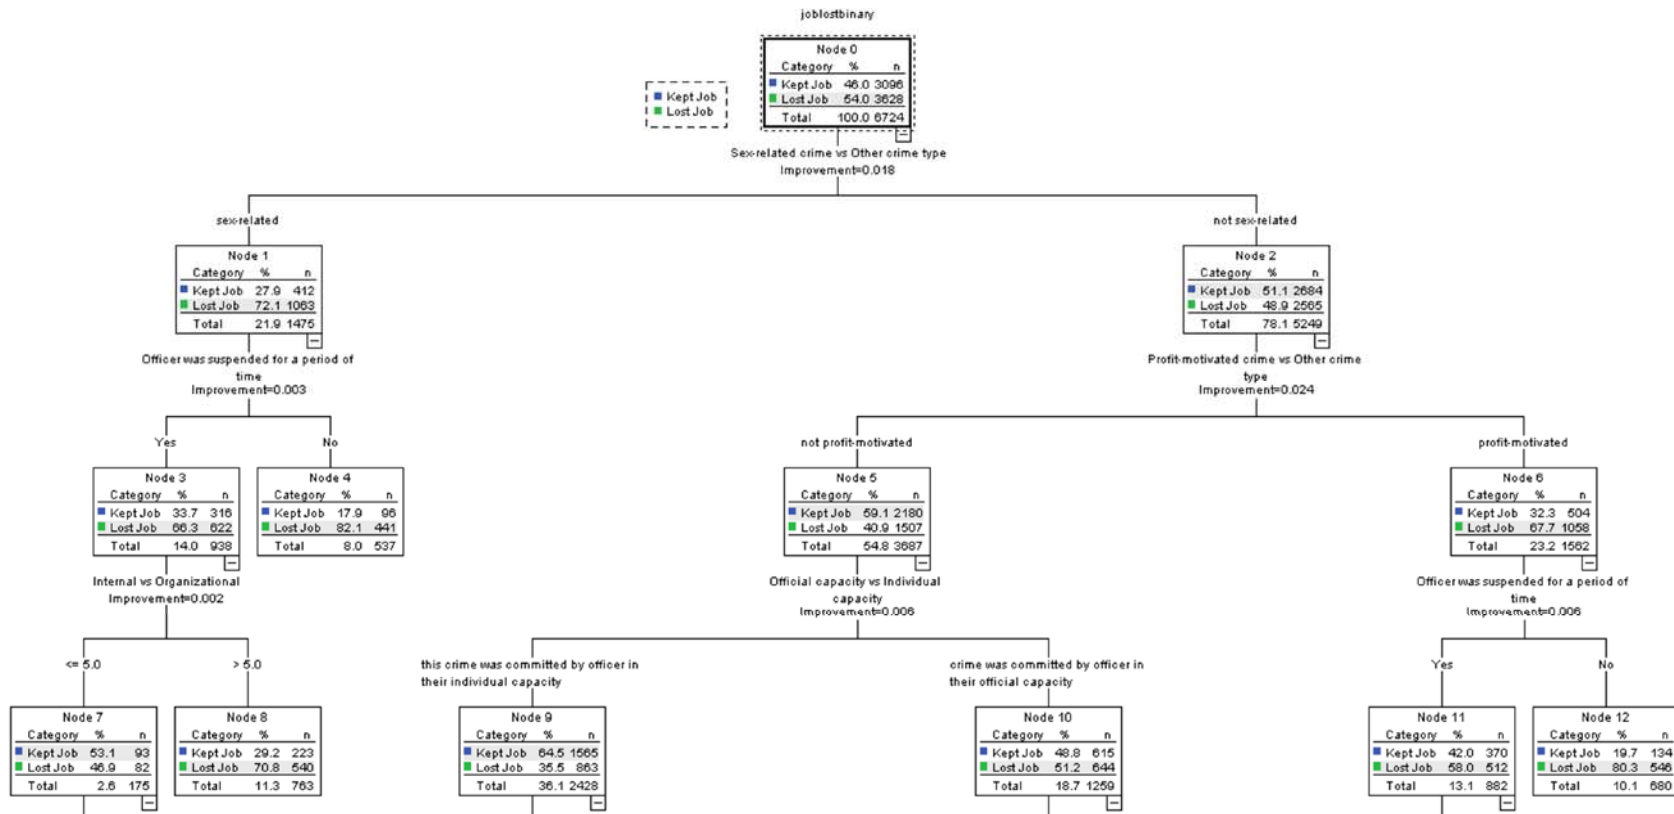 joblostbinary
Node 0
Category % n
Kept Job 46.0 3096
Lost Job 54.0 3628
Total 100.0 6724
Kept Job
Lost Job
Sex-related crime vs Other crime type
Improvement=0.018
sex-related
not sex-related
Node 1
Category % n
Kept Job 27.9 412
Lost Job 72.1 1063
Total 21.9 1475
Node 2
Category % n
Kept Job 51.1 2684
Lost Job 48.9 2565
Total 78.1 5249
Officer was suspended for a period of
time
Improvement=0.003
Profit-motivated crime vs Other crime
type
Improvement=0.024
Yes
No
not profit-motivated
profit-motivated
Node 3
Category % n
Kept Job 33.7 316
Lost Job 66.3 622
Total 14.0 938
Node 4
Category % n
Kept Job 17.9 96
Lost Job 82.1 441
Total 8.0 537
Node 5
Category % n
Kept Job 59.1 2180
Lost Job 40.9 1507
Total 54.8 3687
Node 6
Category % n
Kept Job 32.3 504
Lost Job 67.7 1058
Total 23.2 1562
Internal vs Organizational
Improvement=0.002
Official capacity vs Individual
capacity
Improvement=0.006
Officer was suspended for a period of
time
Improvement=0.006
<= 5.0
> 5.0
this crime was committed by officer in
their individual capacity
crime was committed by officer in
their official capacity
Yes
No
Node 7
Category % n
Kept Job 53.1 93
Lost Job 46.9 82
Total 2.6 175
Node 8
Category % n
Kept Job 29.2 223
Lost Job 70.8 540
Total 11.3 763
Node 9
Category % n
Kept Job 64.5 1565
Lost Job 35.5 863
Total 36.1 2428
Node 10
Category % n
Kept Job 48.8 615
Lost Job 51.2 644
Total 18.7 1259
Node 11
Category % n
Kept Job 42.0 370
Lost Job 58.0 512
Total 13.1 882
Node 12
Category % n
Kept Job 19.7 134
Lost Job 80.3 546
Total 10.1 680